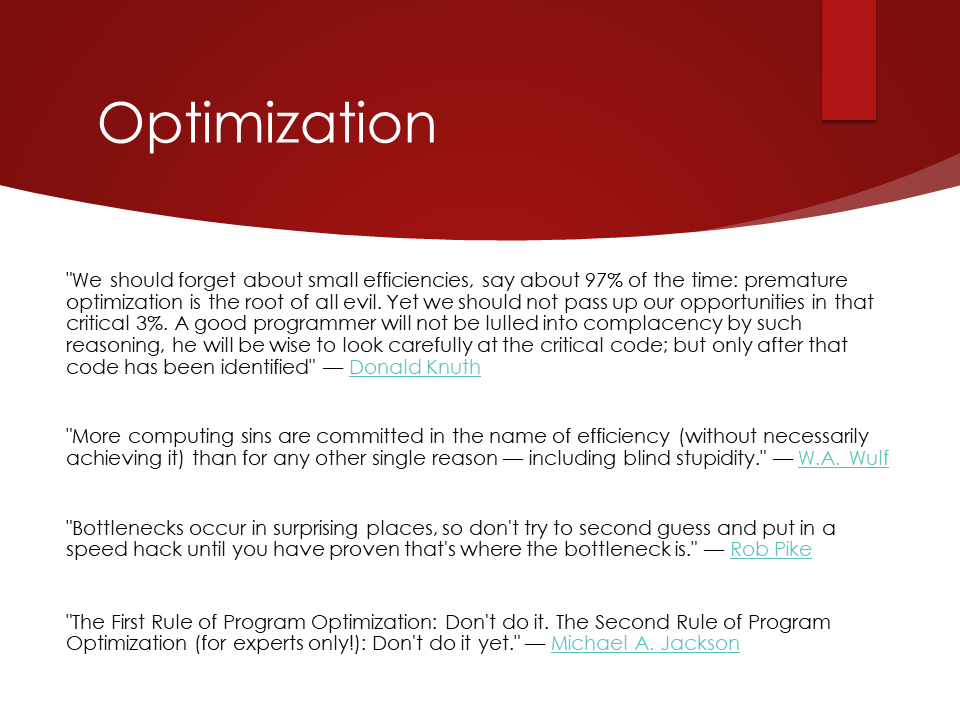 Optimization
"We should forget about small efficiencies, say about 97% of the time: premature
optimization is the root of all evil. Yet we should not pass up our opportunities in that
critical 3%. A good programmer will not be lulled into complacency by such
reasoning, he will be wise to look carefully at the critical code; but only after that
code has been identified" — Donald Knuth
"More computing sins are committed in the name of efficiency (without necessarily
achieving it) than for any other single reason — including blind stupidity." — W.A. Wulf
"Bottlenecks occur in surprising places, so don't try to second guess and put in a
speed hack until you have proven that's where the bottleneck is." — Rob Pike
"The First Rule of Program Optimization: Don't do it. The Second Rule of Program
Optimization (for experts only!): Don't do it yet." — Michael A. Jackson